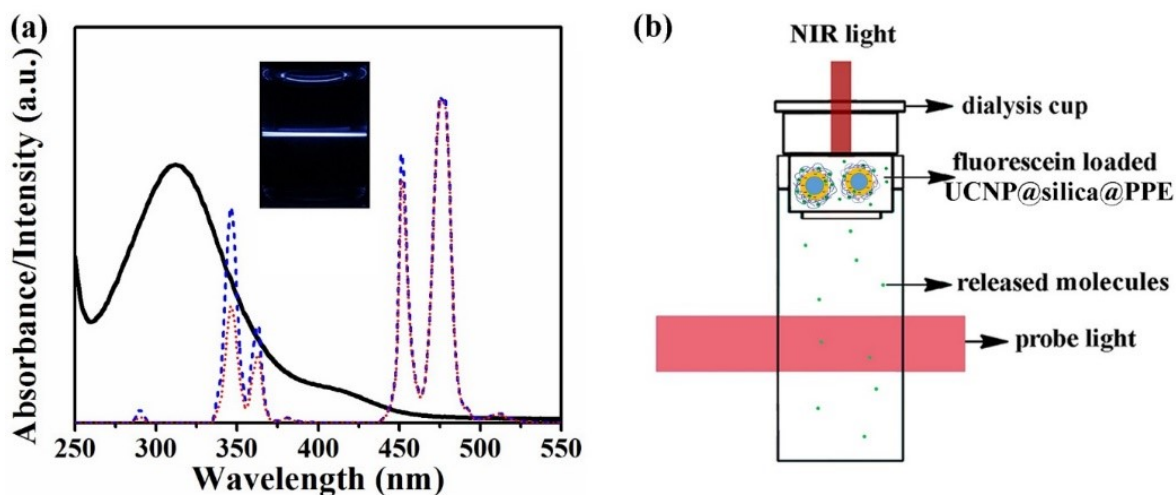 (a)
Absorbance/Intensity (a.u.)
250 300 350 400 450 500 550
Wavelength (nm)
(b)
NIR light
dialysis cup
fluorescein loaded
UCNP@silica@PPE
released molecules
probe light